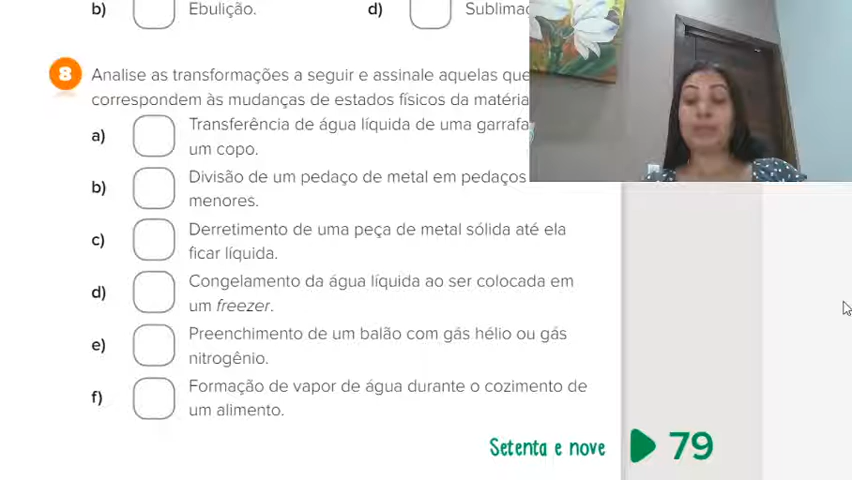 b) Ebulição. d)
8 Analise as transformações a seguir e assinale aquelas que
correspondem às mudanças de estados físicos da matéria
a) Transferência de água líquida de uma garrafa
um copo.
b) Divisão de um pedaço de metal em pedaços
menores.
c) Derretimento de uma peça de metal sólida até ela
ficar líquida.
d) Congelamento da água líquida ao ser colocada em
um freezer.
e) Preenchimento de um balão com gás hélio ou gás
nitrogênio.
f) Formação de vapor de água durante o cozimento de
um alimento.
Setenta e nove 79